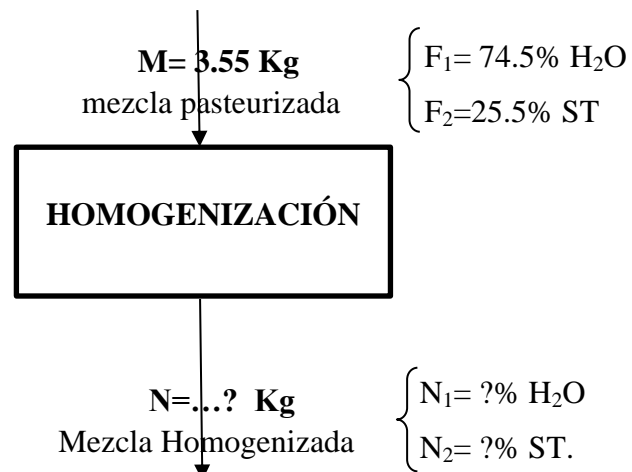 M= 3.55 Kg
mezcla pasteurizada
F₁= 74.5% H₂O
F₂=25.5% ST
HOMOGENIZACIÓN
N=...? Kg
Mezcla Homogenizada
N₁= ?% H₂O
N₂= ?% ST.